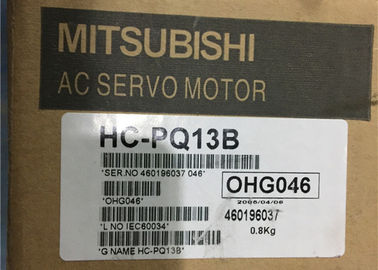 MITSUBISHI
AC SERVO MOTOR
HC-PQ13B
*SER.NO 460196037 046*
*OHG046*
OHG046
2005/04/08
460196037
*L NO IEC60034*
0.8Kg
*G NAME HC-PQ13B*